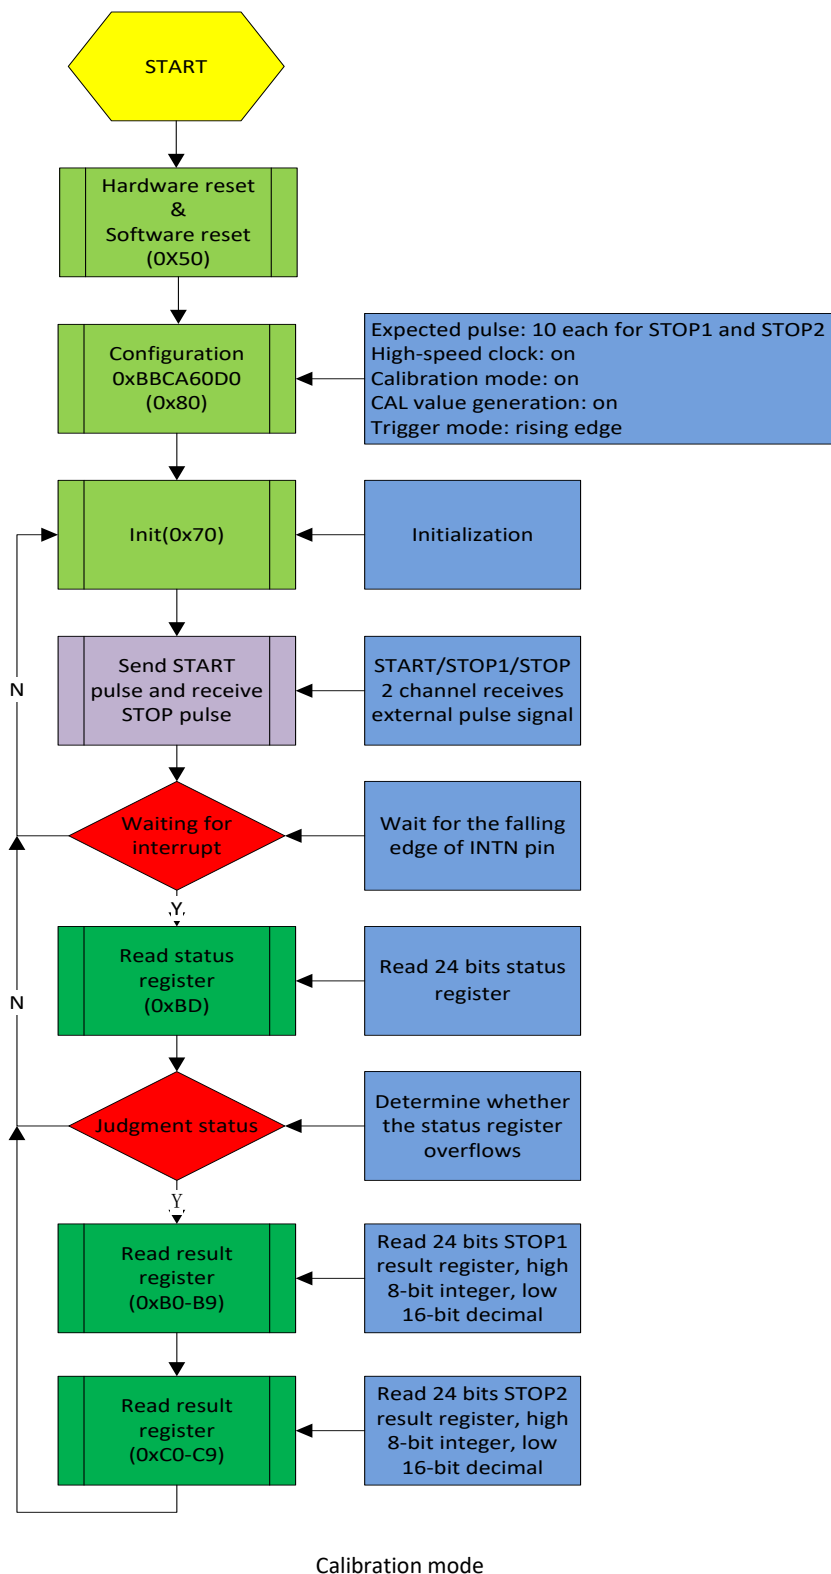 START
Hardware reset
&
Software reset
(0X50)
Configuration
0xBBCA60D0
(0x80)
Expected pulse: 10 each for STOP1 and STOP2
High-speed clock: on
Calibration mode: on
CAL value generation: on
Trigger mode: rising edge
Init(0x70)
Initialization
Send START
pulse and receive
STOP pulse
START/STOP1/STOP
2 channel receives
external pulse signal
N
Waiting for
interrupt
Wait for the falling
edge of INTN pin
Y
Read status
register
(0xBD)
Read 24 bits status
register
N
Judgment status
Determine whether
the status register
overflows
Y
Read result
register
(0xB0-B9)
Read 24 bits STOP1
result register, high
8-bit integer, low
16-bit decimal
Read result
register
(0xC0-C9)
Read 24 bits STOP2
result register, high
8-bit integer, low
16-bit decimal
Calibration mode